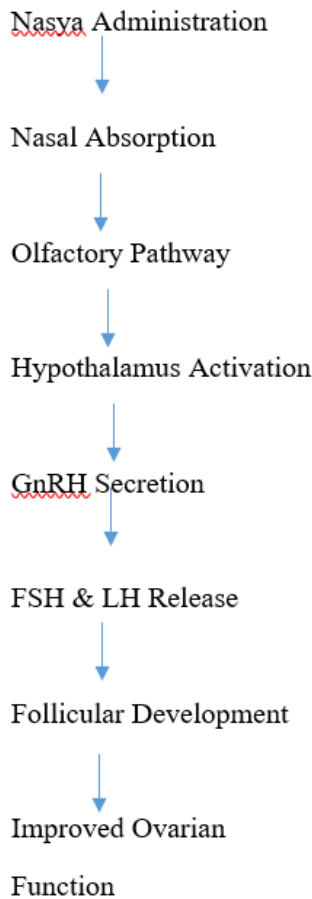 Nasya Administration
Nasal Absorption
Olfactory Pathway
Hypothalamus Activation
GnRH Secretion
FSH & LH Release
Follicular Development
Improved Ovarian
Function